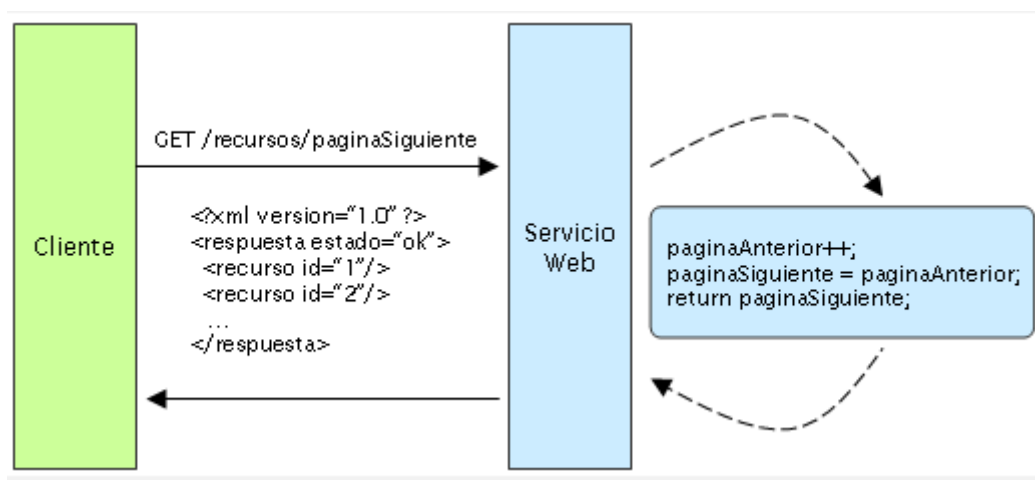 GET /recursos/paginaSiguiente
<?xml version="1.0" ?>
<respuesta estado="ok">
<recurso id="1"/>
<recurso id="2"/>
...
</respuesta>
Cliente
Servicio
Web
paginaAnterior++;
paginaSiguiente = paginaAnterior;
return paginaSiguiente;